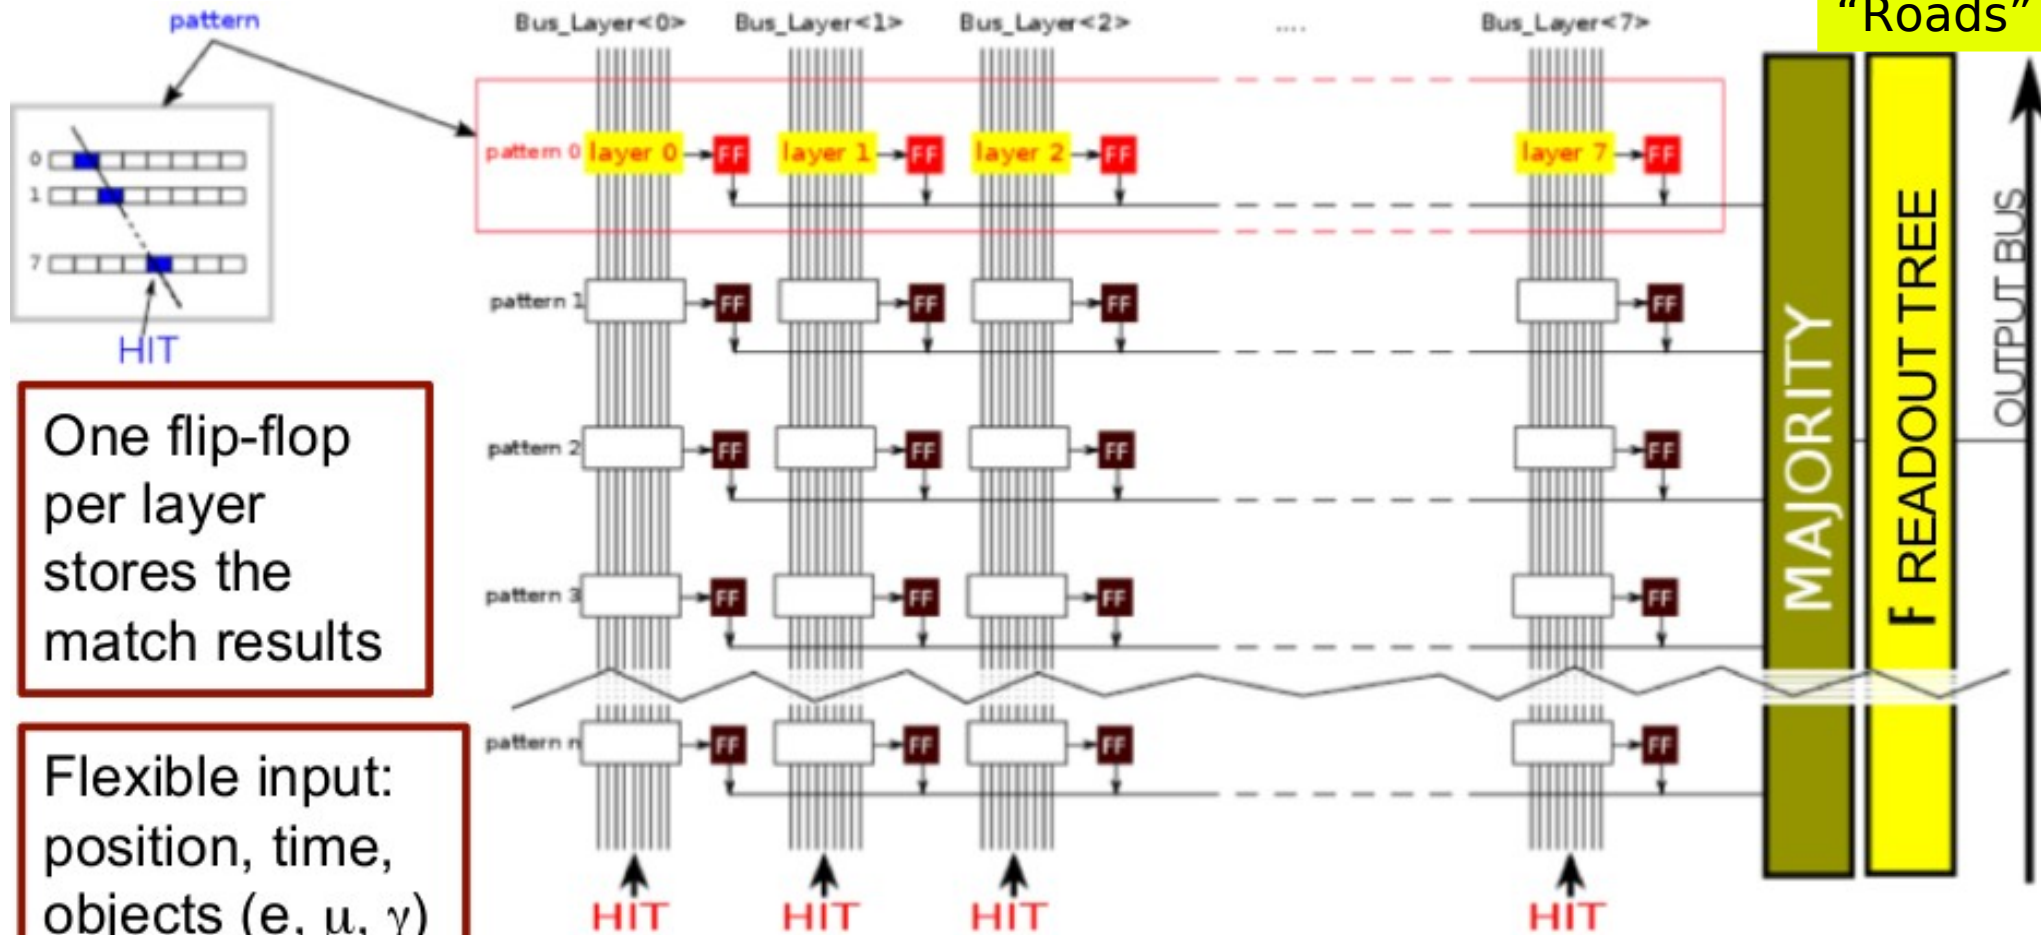 pattern
Bus_Layer<0>
Bus_Layer<1>
Bus_Layer<2>
....
Bus_Layer<7>
“Roads”
0
1
7
HIT
pattern 0
layer 0
FF
layer 1
FF
layer 2
FF
layer 7
FF
pattern 1
FF
FF
FF
FF
pattern 2
FF
FF
FF
FF
pattern 3
FF
FF
FF
FF
pattern n
FF
FF
FF
FF
HIT
HIT
HIT
HIT
MAJORITY
READOUT TREE
OUTPUT BUS
One flip-flop
per layer
stores the
match results
Flexible input:
position, time,
objects (e, μ, γ)